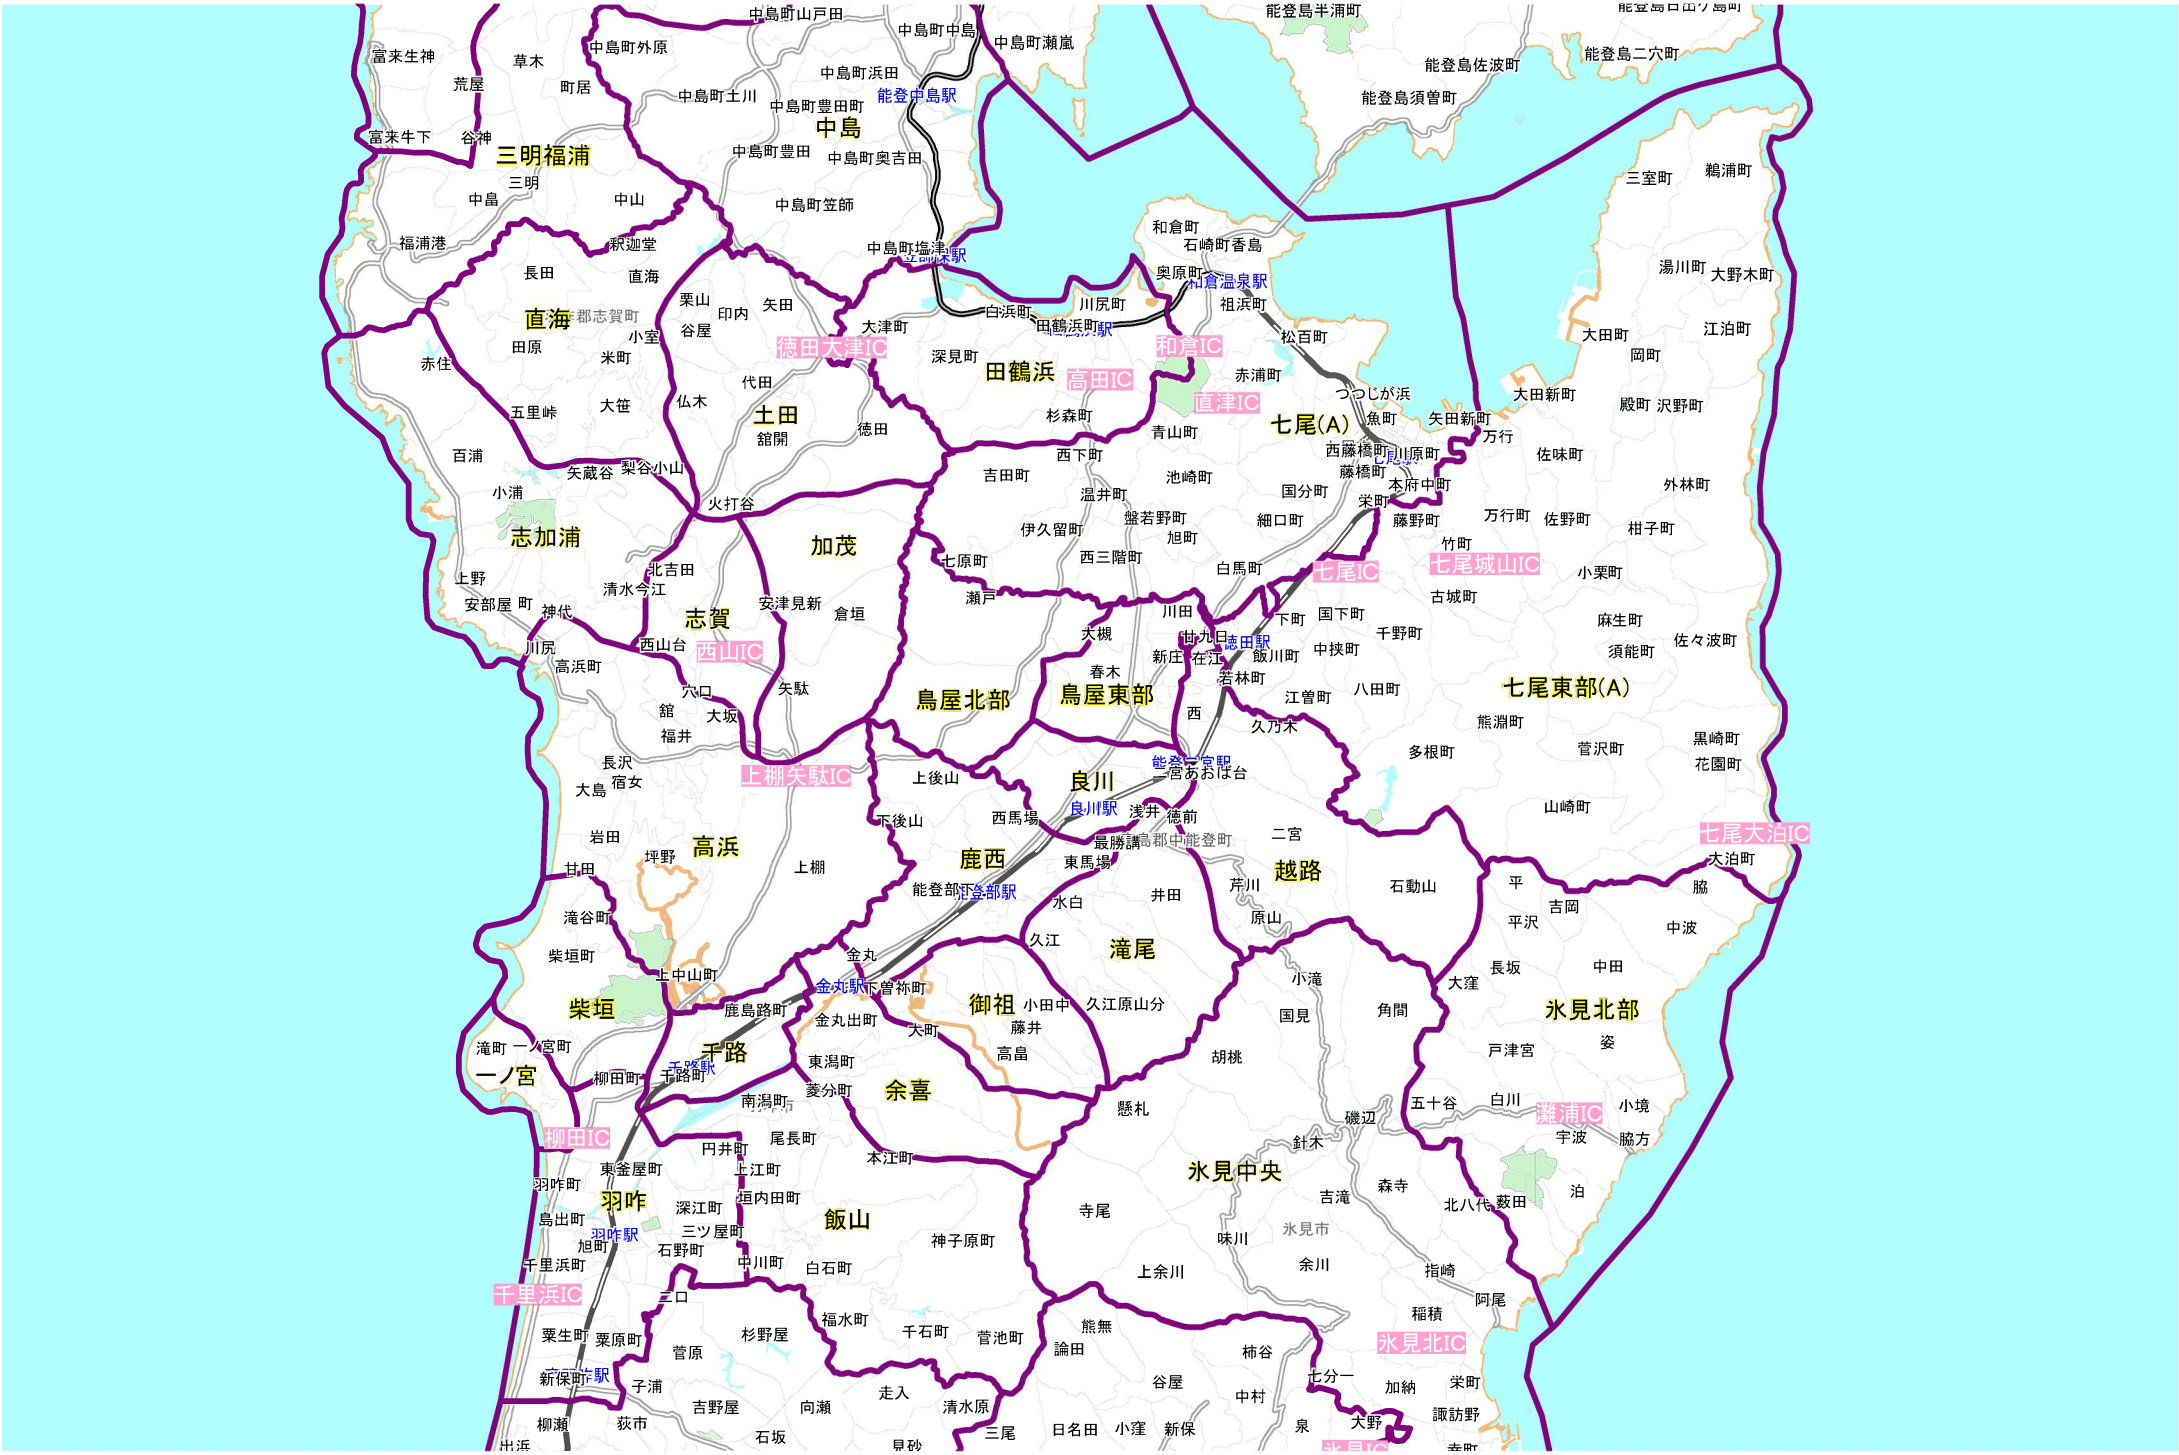 中島町山戸田
能登島半浦町
中島町外原
中島町中島
中島町瀬嵐
富来生神
草木
能登島二穴町
能登島佐波町
荒屋
町居
中島町浜田
中島町土川
能登中島駅
中島町豊田町
能登島須曽町
中島
富来牛下
谷神
三明福浦
中島町豊田
中島町奥吉田
鵜浦町
三室町
三明
中畠
中山
中島町笠師
和倉町
福浦港
釈迦堂
中島町塩津
石崎町香島
長田
直海
奥原町
和倉温泉駅
湯川町
大野木町
栗山
印内
矢田
白浜町
川尻町
祖浜町
直海
郡志賀町
谷屋
大津町
田鶴浜町
小室
松百町
大田町
江泊町
田原
米町
徳田大津IC
深見町
和倉IC
岡町
赤住
代田
田鶴浜
高田IC
赤浦町
つつじが浜
大田新町
五里峠
大笹
仏木
土田
杉森町
直津IC
殿町
沢野町
舘開
徳田
青山町
七尾(A)
魚町
矢田新町
万行
百浦
西下町
西藤橋町
川原町
佐味町
矢蔵谷
梨谷小山
吉田町
池崎町
藤橋町
本府中町
外林町
小浦
火打谷
温井町
国分町
栄町
志加浦
加茂
伊久留町
盤若野町
細口町
藤野町
万行町
佐野町
柑子町
旭町
竹町
七原町
西三階町
白馬町
七尾IC
七尾城山IC
小栗町
上野
北吉田
清水今江
瀬戸
古城町
安部屋
町
神代
志賀
安津見新
倉垣
川田
下町
国下町
麻生町
川尻
西山台
西山IC
大槻
廿九日
徳田駅
千野町
佐々波町
高浜町
新庄
在江
飯川町
中挟町
須能町
春木
若林町
穴口
矢駄
鳥屋北部
鳥屋東部
江曽町
八田町
七尾東部(A)
舘
大坂
西
久乃木
熊淵町
福井
多根町
菅沢町
黒崎町
長沢
上棚矢駄IC
上後山
良川
二宮あおば台
花園町
大島
宿女
良川駅
浅井
徳前
山崎町
岩田
下後山
西馬場
二宮
七尾大泊IC
高浜
坪野
最勝講
郡中能登町
鹿西
東馬場
大泊町
甘田
上棚
越路
能登部下
能登部駅
水白
井田
芹川
石動山
平
脇
滝谷町
原山
平沢
吉岡
中波
柴垣町
金丸
久江
滝尾
上中山町
小滝
大窪
長坂
中田
柴垣
鹿島路町
金丸駅
下曽祢町
御祖
小田中
久江原山分
国見
角間
氷見北部
金丸出町
大町
藤井
滝町
一ノ宮町
千路
高畠
戸津宮
姿
一ノ宮
柳田町
千路町
東潟町
胡桃
菱分町
余喜
南潟町
懸札
五十谷
白川
灘浦IC
小境
柳田IC
尾長町
磯辺
宇波
脇方
円井町
針木
東釜屋町
上江町
本江町
氷見中央
羽咋町
垣内田町
吉滝
森寺
北八代
薮田
泊
羽咋
深江町
島出町
飯山
寺尾
羽咋駅
三ツ屋町
味川
氷見市
旭町
石野町
神子原町
千里浜町
中川町
白石町
上余川
余川
指崎
千里浜IC
二口
阿尾
粟生町
粟原町
杉野屋
福水町
千石町
菅池町
熊無
稲積
論田
柿谷
氷見北IC
菅原
新保町
子浦
走入
谷屋
七分一
加納
栄町
吉野屋
向瀬
清水原
中村
柳瀬
荻市
日名田
小窪
新保
泉
大野
諏訪野
石坂
三尾
見砂
出浜
氷見IC
幸町